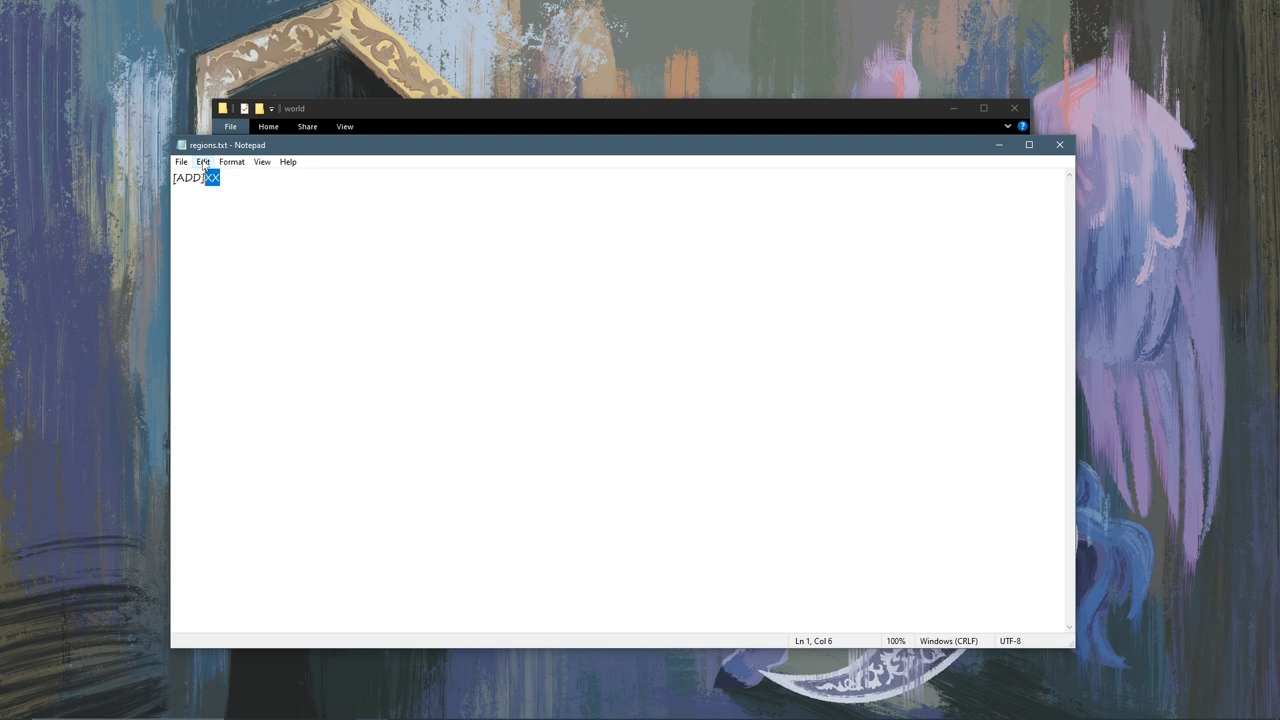 world
File Home Share View
regions.txt - Notepad
File Edit Format View Help
[ADD]XX
Ln 1, Col 6 100% Windows (CRLF) UTF-8